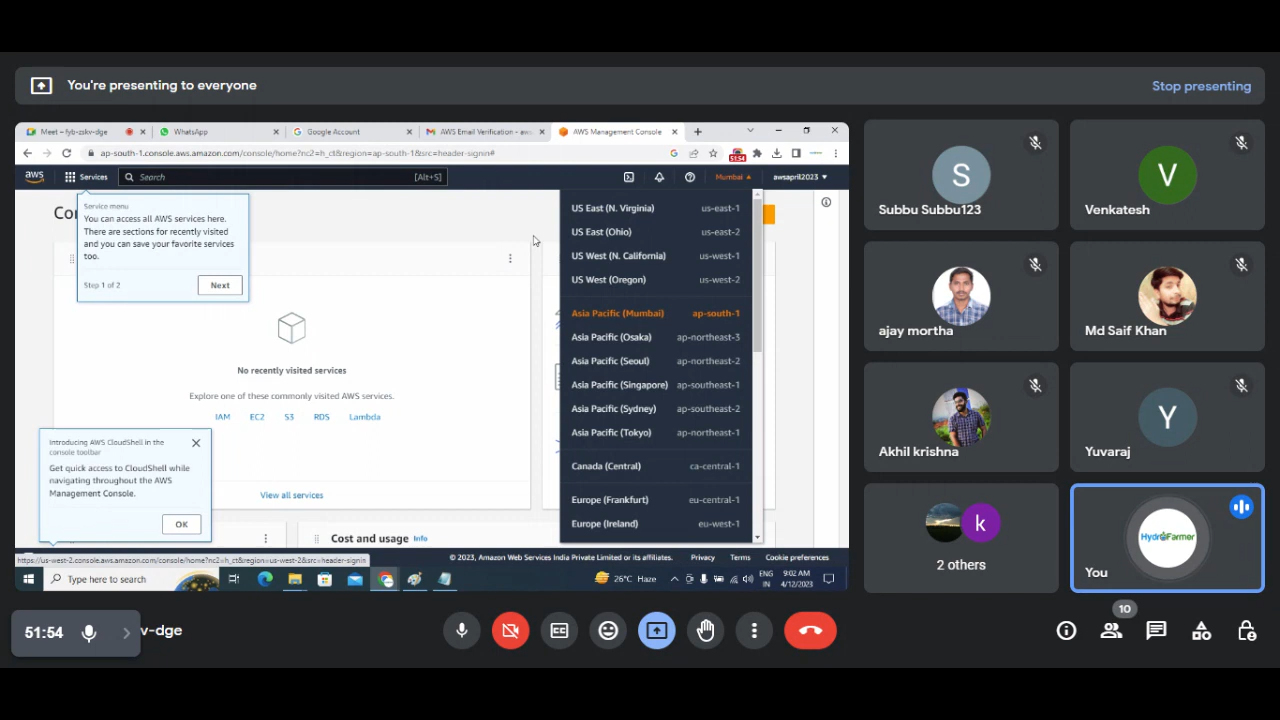 You're presenting to everyone
Stop presenting
Meet – fyb-zskv-dge
WhatsApp
Google Account
AWS Email Verification - aws
AWS Management Console
ap-south-1.console.aws.amazon.com/console/home?nc2=h_ct&region=ap-south-1&src=header-signin#
51:54
aws
Services
Search
[Alt+S]
Mumbai
awsapril2023
Co
Service menu
You can access all AWS services here.
There are sections for recently visited
and you can save your favorite services
too.
Step 1 of 2
Next
No recently visited services
Explore one of these commonly visited AWS services.
IAM EC2 S3 RDS Lambda
View all services
Introducing AWS CloudShell in the
console toolbar
Get quick access to CloudShell while
navigating throughout the AWS
Management Console.
OK
Cost and usage Info
US East (N. Virginia) us-east-1
US East (Ohio) us-east-2
US West (N. California) us-west-1
US West (Oregon) us-west-2
Asia Pacific (Mumbai) ap-south-1
Asia Pacific (Osaka) ap-northeast-3
Asia Pacific (Seoul) ap-northeast-2
Asia Pacific (Singapore) ap-southeast-1
Asia Pacific (Sydney) ap-southeast-2
Asia Pacific (Tokyo) ap-northeast-1
Canada (Central) ca-central-1
Europe (Frankfurt) eu-central-1
Europe (Ireland) eu-west-1
https://us-west-2.console.aws.amazon.com/console/home?nc2=h_ct&region=us-west-2&src=header-signin
© 2023, Amazon Web Services India Private Limited or its affiliates. Privacy Terms Cookie preferences
Type here to search
26°C Haze
ENG
IN
9:02 AM
4/12/2023
S
Subbu Subbu123
V
Venkatesh
ajay mortha
Md Saif Khan
Akhil krishna
Y
Yuvaraj
k
2 others
HydroFarmer
You
51:54
v-dge
10